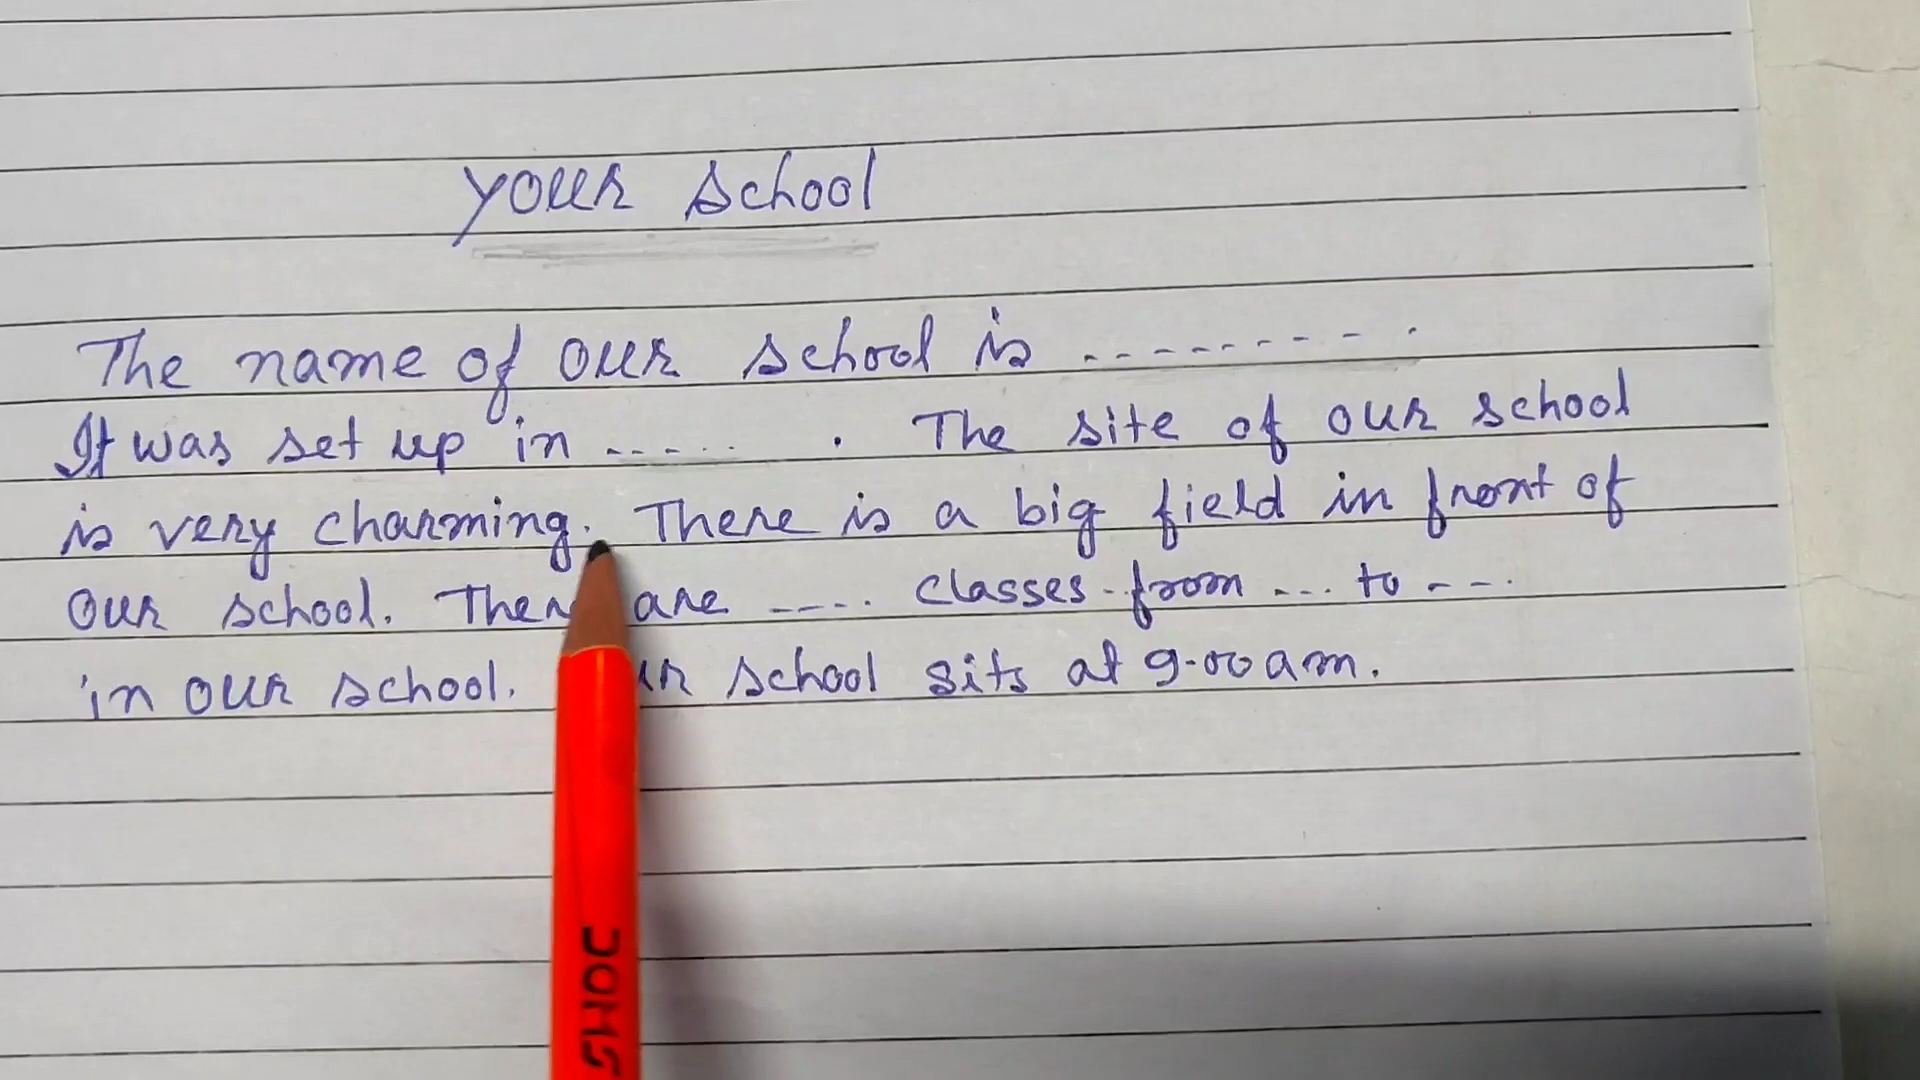 Your school
The name of our school is .........
It was set up in ..... . The site of our school
is very charming. There is a big field in front of
our school. are .... classes from ... to ...
in our school. school sits at 9.00 am.
JOHS